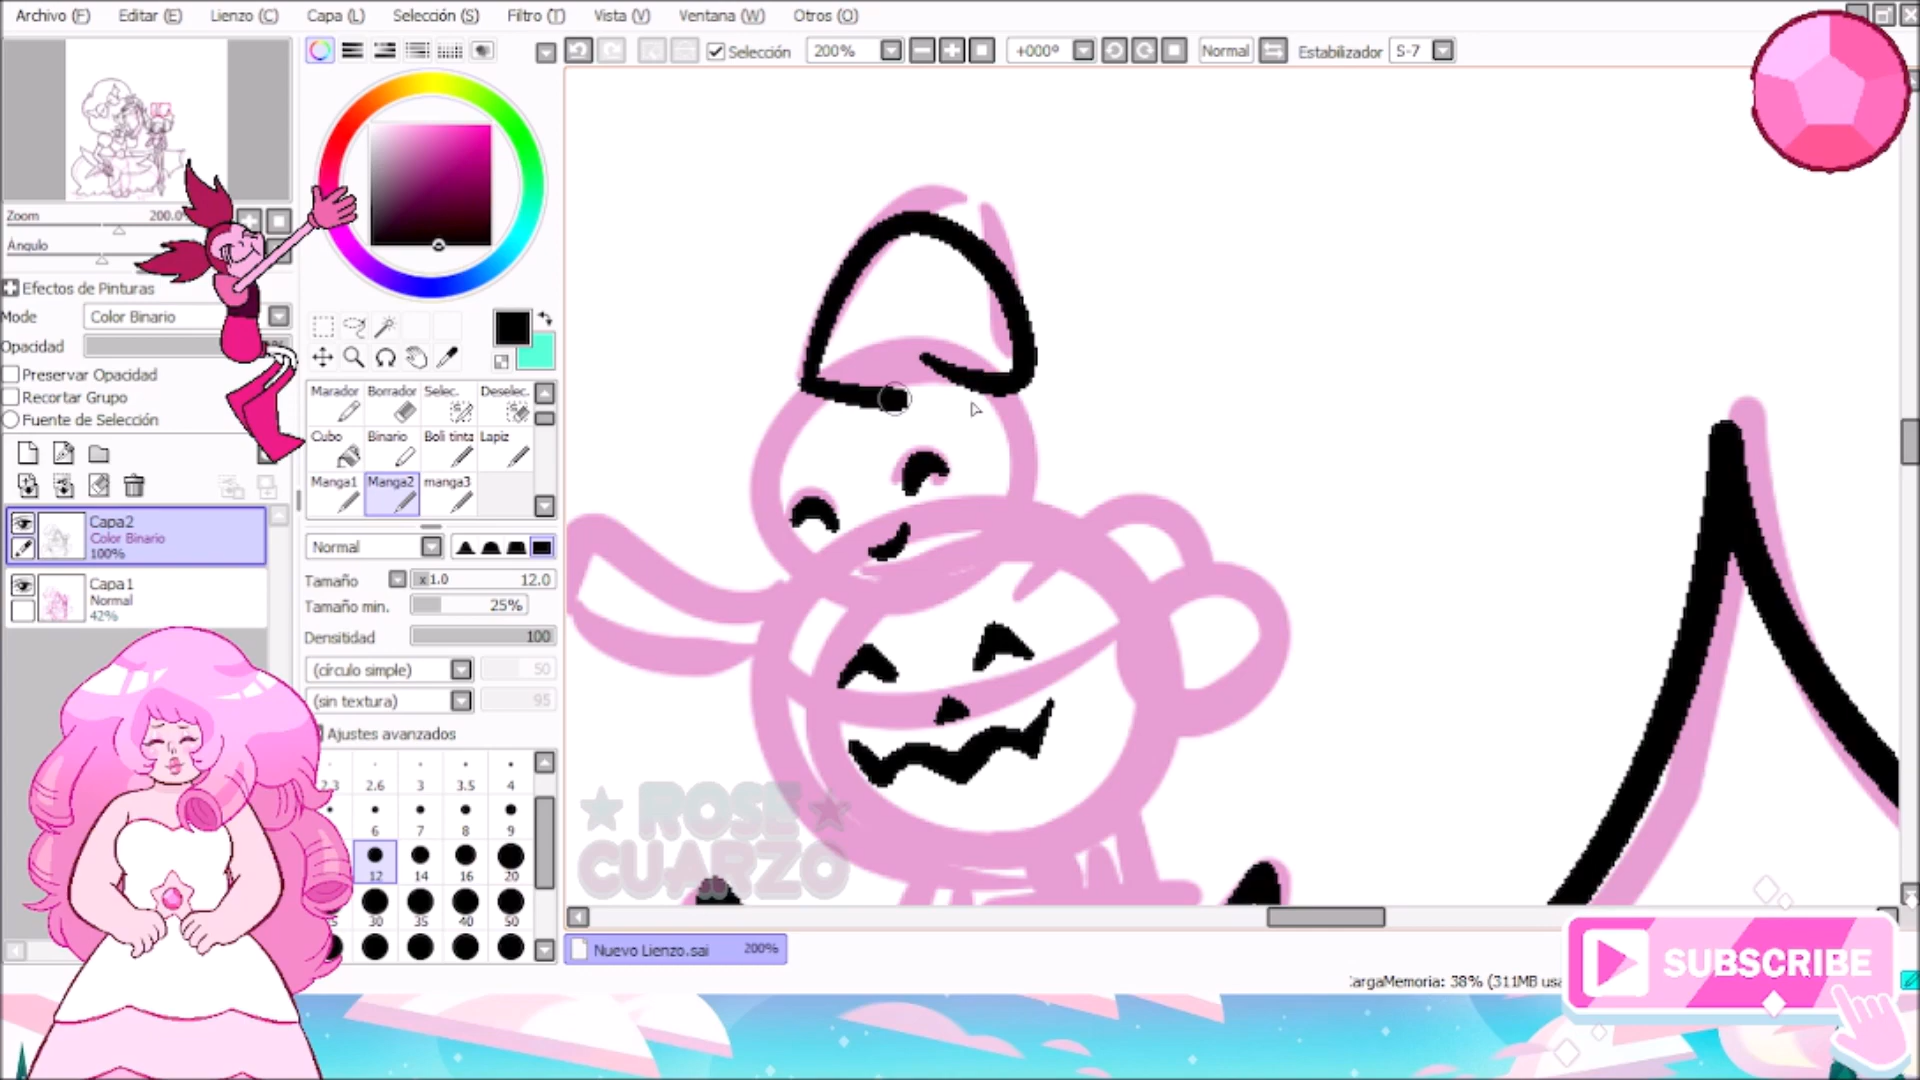 Archivo (F) Editar (E) Lienzo (C) Capa (L) Selección (S) Filtro (T) Vista (V) Ventana (W) Otros (O)
Selección 200% +000° Normal Estabilizador S-7
Zoom 200.0
Ángulo
Efectos de Pinturas
Mode Color Binario
Opacidad
Preservar Opacidad
Recortar Grupo
Fuente de Selección
Capa2
Color Binario
100%
Capa1
Normal
42%
Marador Borrador Selec. Deselec.
Cubo Binario Boli tinta Lapiz
Manga1 Manga2 manga3
Normal
Tamaño x1.0 12.0
Tamaño min. 25%
Densitidad 100
(círculo simple) 50
(sin textura) 95
Ajustes avanzados
2.3 2.6 3 3.5 4
6 7 8 9
12 14 16 20
30 35 40 50
ROSE
CUARZO
Nuevo Lienzo.sai 200%
argaMemoria: 38% (311MB usa
SUBSCRIBE